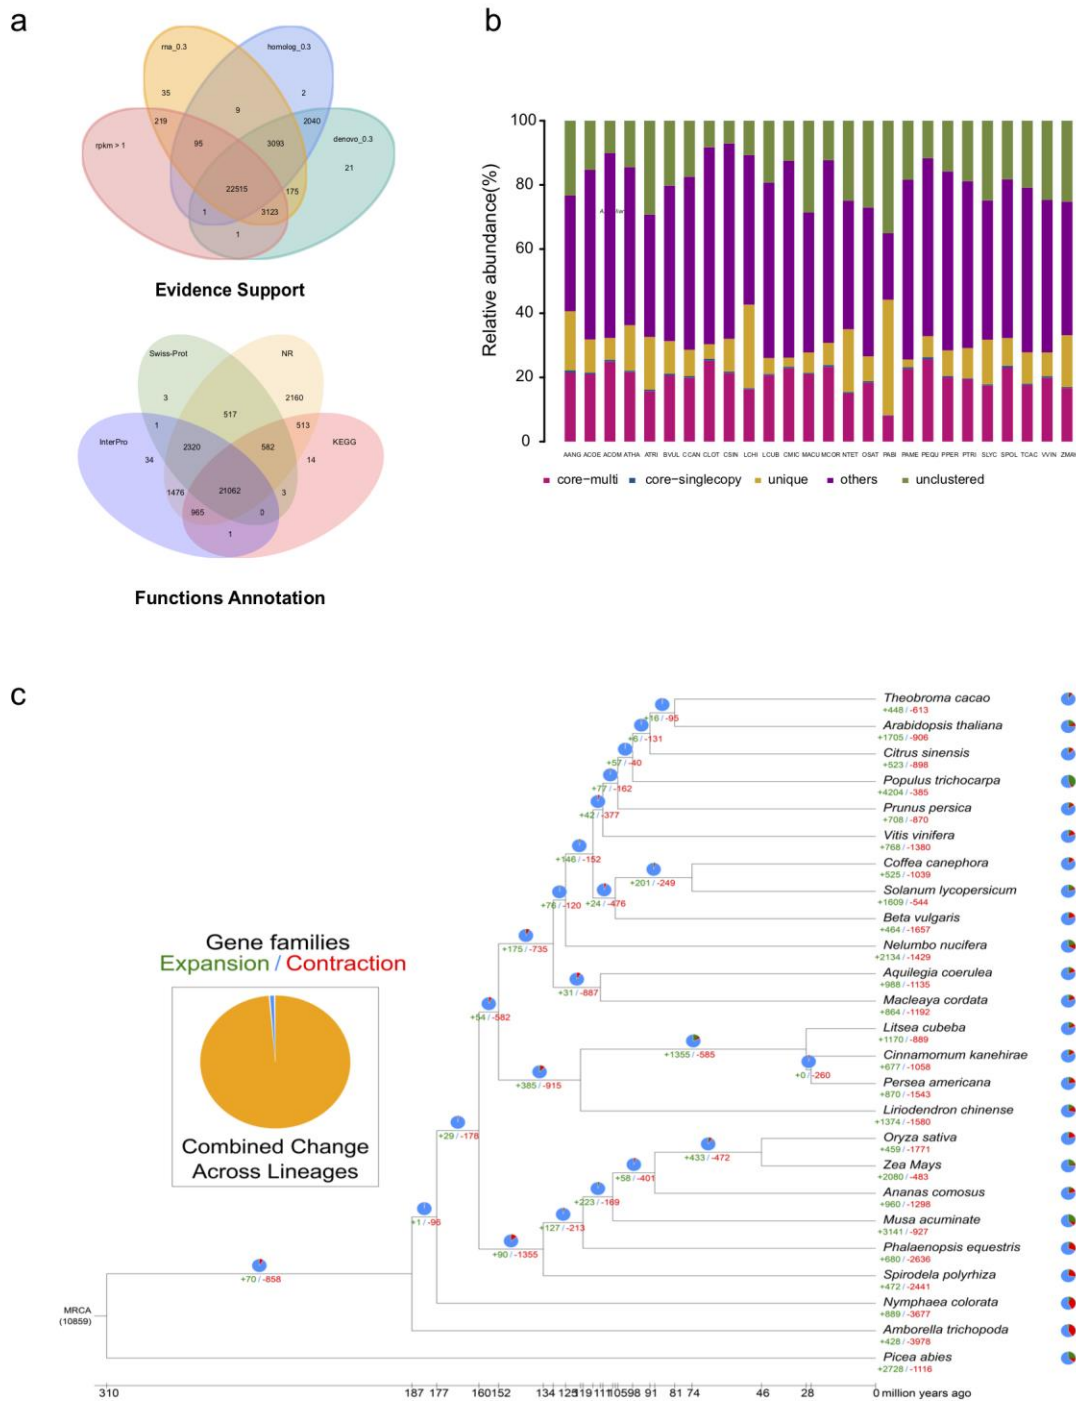 a
rna_0.3
homolog_0.3
35
2
9
219
2040
rpkm > 1
95
3093
denovo_0.3
21
22515
175
1
3123
1
Evidence Support
Swiss-Prot
NR
3
2160
517
1
513
InterPro
2320
582
KEGG
34
14
1476
21062
3
965
0
1
Functions Annotation
b
Relative abundance(%)
100
80
60
40
20
0
AANG ACOE ACOM ATHA ATRI BVUL CCAN CLOT CSIN LCHI LCUB CMIC MACU MCOR NTET OSAT PABI PAME PEQU PPER PTRI SLYC SPOL TCAC VVIN
core-multi core-singlecopy unique others unclustered
c
Theobroma cacao
+448 / -613
+16 / -95
Arabidopsis thaliana
+1705 / -906
+6 / -131
Citrus sinensis
+523 / -898
+57 / -40
Populus trichocarpa
+4204 / -385
+77 / -162
Prunus persica
+708 / -870
+42 / -377
Vitis vinifera
+768 / -1380
+146 / -152
Coffea canephora
+525 / -1039
+201 / -249
Solanum lycopersicum
+1609 / -544
+76 / -120
+24 / -476
Beta vulgaris
+464 / -1657
Nelumbo nucifera
+2134 / -1429
+175 / -735
Aquilegia coerulea
+988 / -1135
+31 / -887
Macleaya cordata
+864 / -1192
+54 / -582
Litsea cubeba
+1170 / -889
+1355 / -585
Cinnamomum kanehirae
+677 / -1058
+0 / -260
Persea americana
+870 / -1543
+385 / -915
Liriodendron chinense
+1374 / -1580
+29 / -178
Oryza sativa
+459 / -1771
+433 / -472
Zea Mays
+2080 / -483
+58 / -401
Ananas comosus
+960 / -1298
+223 / -169
Musa acuminate
+3141 / -927
+1 / -96
+127 / -213
Phalaenopsis equestris
+680 / -2636
+90 / -1355
Spirodela polyrhiza
+472 / -2441
+70 / -858
Nymphaea colorata
+889 / -3677
Amborella trichopoda
+428 / -3978
Picea abies
+2728 / -1116
Gene families
Expansion / Contraction
Combined Change
Across Lineages
MRCA
(10859)
310 187 177 160 152 134 125 119 111 105 98 91 81 74 46 28 0 million years ago